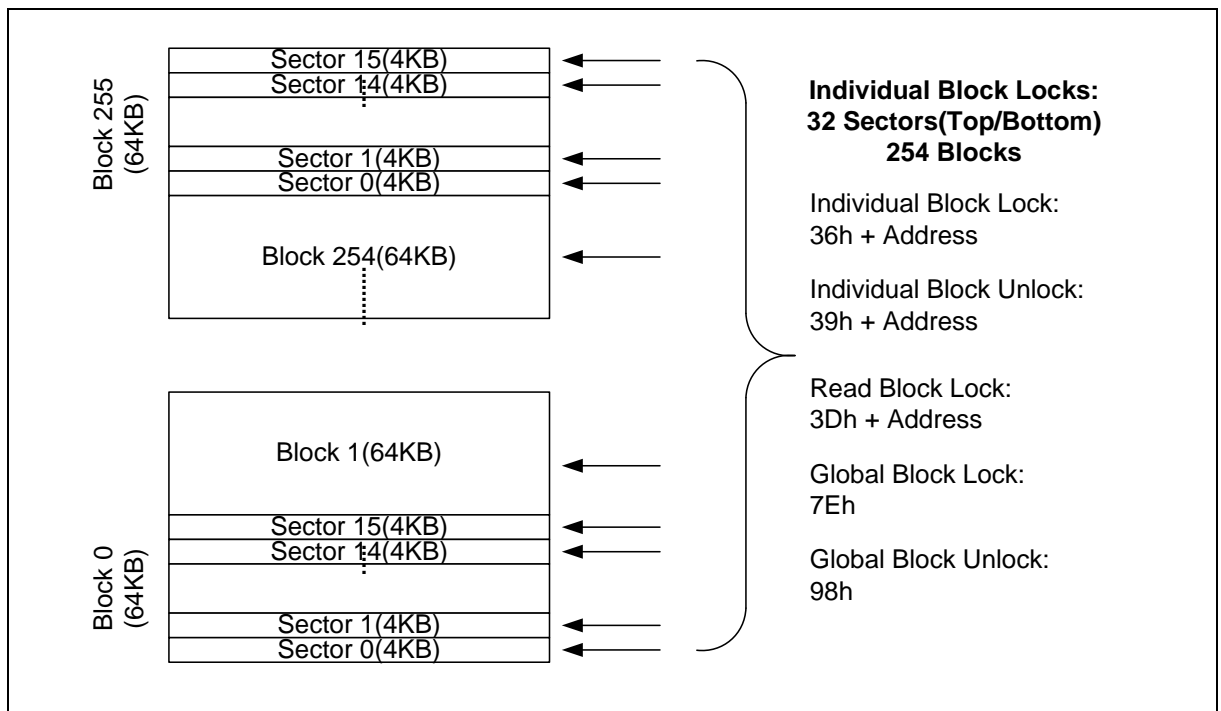 Block 255
(64KB)
Sector 15(4KB)
Sector 14(4KB)
Sector 1(4KB)
Sector 0(4KB)
Block 254(64KB)
Block 1(64KB)
Block 0
(64KB)
Sector 15(4KB)
Sector 14(4KB)
Sector 1(4KB)
Sector 0(4KB)
Individual Block Locks:
32 Sectors(Top/Bottom)
254 Blocks
Individual Block Lock:
36h + Address
Individual Block Unlock:
39h + Address
Read Block Lock:
3Dh + Address
Global Block Lock:
7Eh
Global Block Unlock:
98h